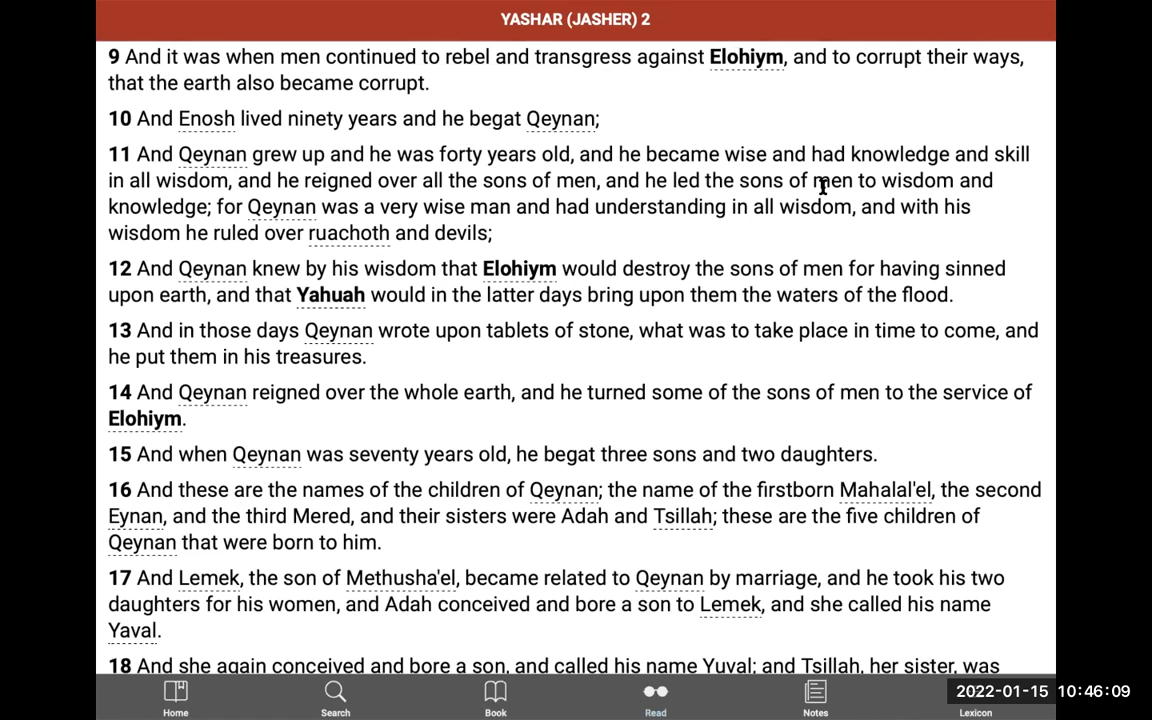 YASHAR (JASHER) 2
9 And it was when men continued to rebel and transgress against Elohiym, and to corrupt their ways,
that the earth also became corrupt.
10 And Enosh lived ninety years and he begat Qeynan;
11 And Qeynan grew up and he was forty years old, and he became wise and had knowledge and skill
in all wisdom, and he reigned over all the sons of men, and he led the sons of men to wisdom and
knowledge; for Qeynan was a very wise man and had understanding in all wisdom, and with his
wisdom he ruled over ruachoth and devils;
12 And Qeynan knew by his wisdom that Elohiym would destroy the sons of men for having sinned
upon earth, and that Yahuah would in the latter days bring upon them the waters of the flood.
13 And in those days Qeynan wrote upon tablets of stone, what was to take place in time to come, and
he put them in his treasures.
14 And Qeynan reigned over the whole earth, and he turned some of the sons of men to the service of
Elohiym.
15 And when Qeynan was seventy years old, he begat three sons and two daughters.
16 And these are the names of the children of Qeynan; the name of the firstborn Mahalal'el, the second
Eynan, and the third Mered, and their sisters were Adah and Tsillah; these are the five children of
Qeynan that were born to him.
17 And Lemek, the son of Methusha'el, became related to Qeynan by marriage, and he took his two
daughters for his women, and Adah conceived and bore a son to Lemek, and she called his name
Yaval.
18 And she again conceived and bore a son, and called his name Yuval; and Tsillah, her sister, was
Home Search Book Read Notes Lexicon
2022-01-15 10:46:09